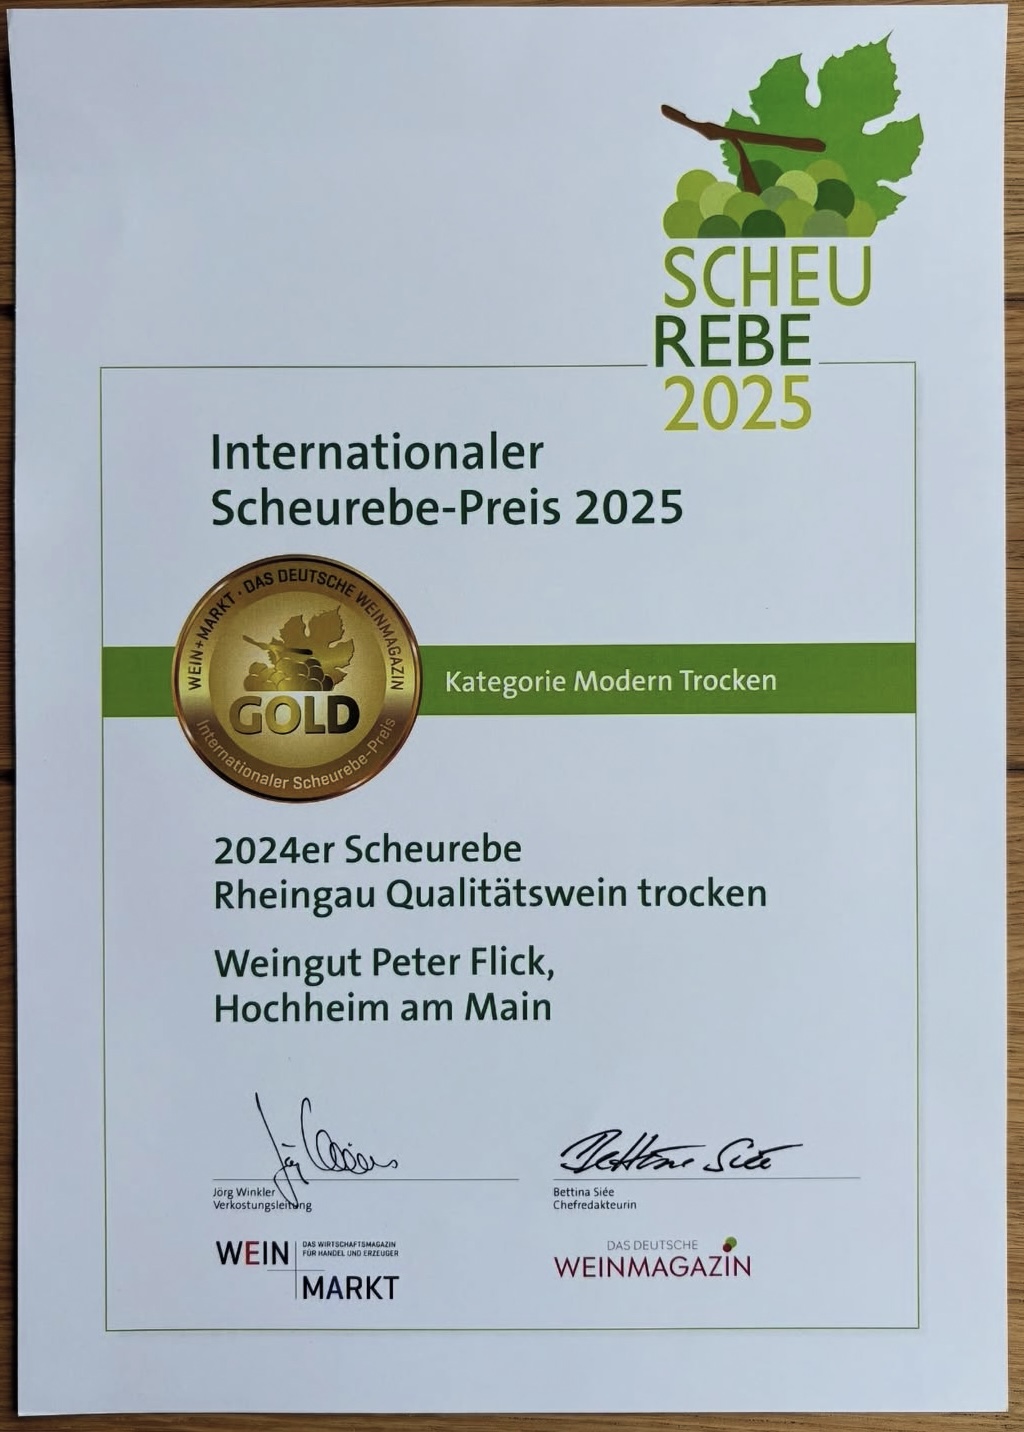 SCHEU
REBE
2025
Internationaler
Scheurebe-Preis 2025
WEIN+MARKT · DAS DEUTSCHE WEINMAGAZIN
GOLD
Internationaler Scheurebe-Preis
Kategorie Modern Trocken
2024er Scheurebe
Rheingau Qualitätswein trocken
Weingut Peter Flick,
Hochheim am Main
Bettina Siée
Jörg Winkler
Verkostungsleitung
Bettina Siée
Chefredakteurin
WEIN
DAS WIRTSCHAFTSMAGAZIN
FÜR HANDEL UND ERZEUGER
MARKT
DAS DEUTSCHE
WEINMAGAZIN